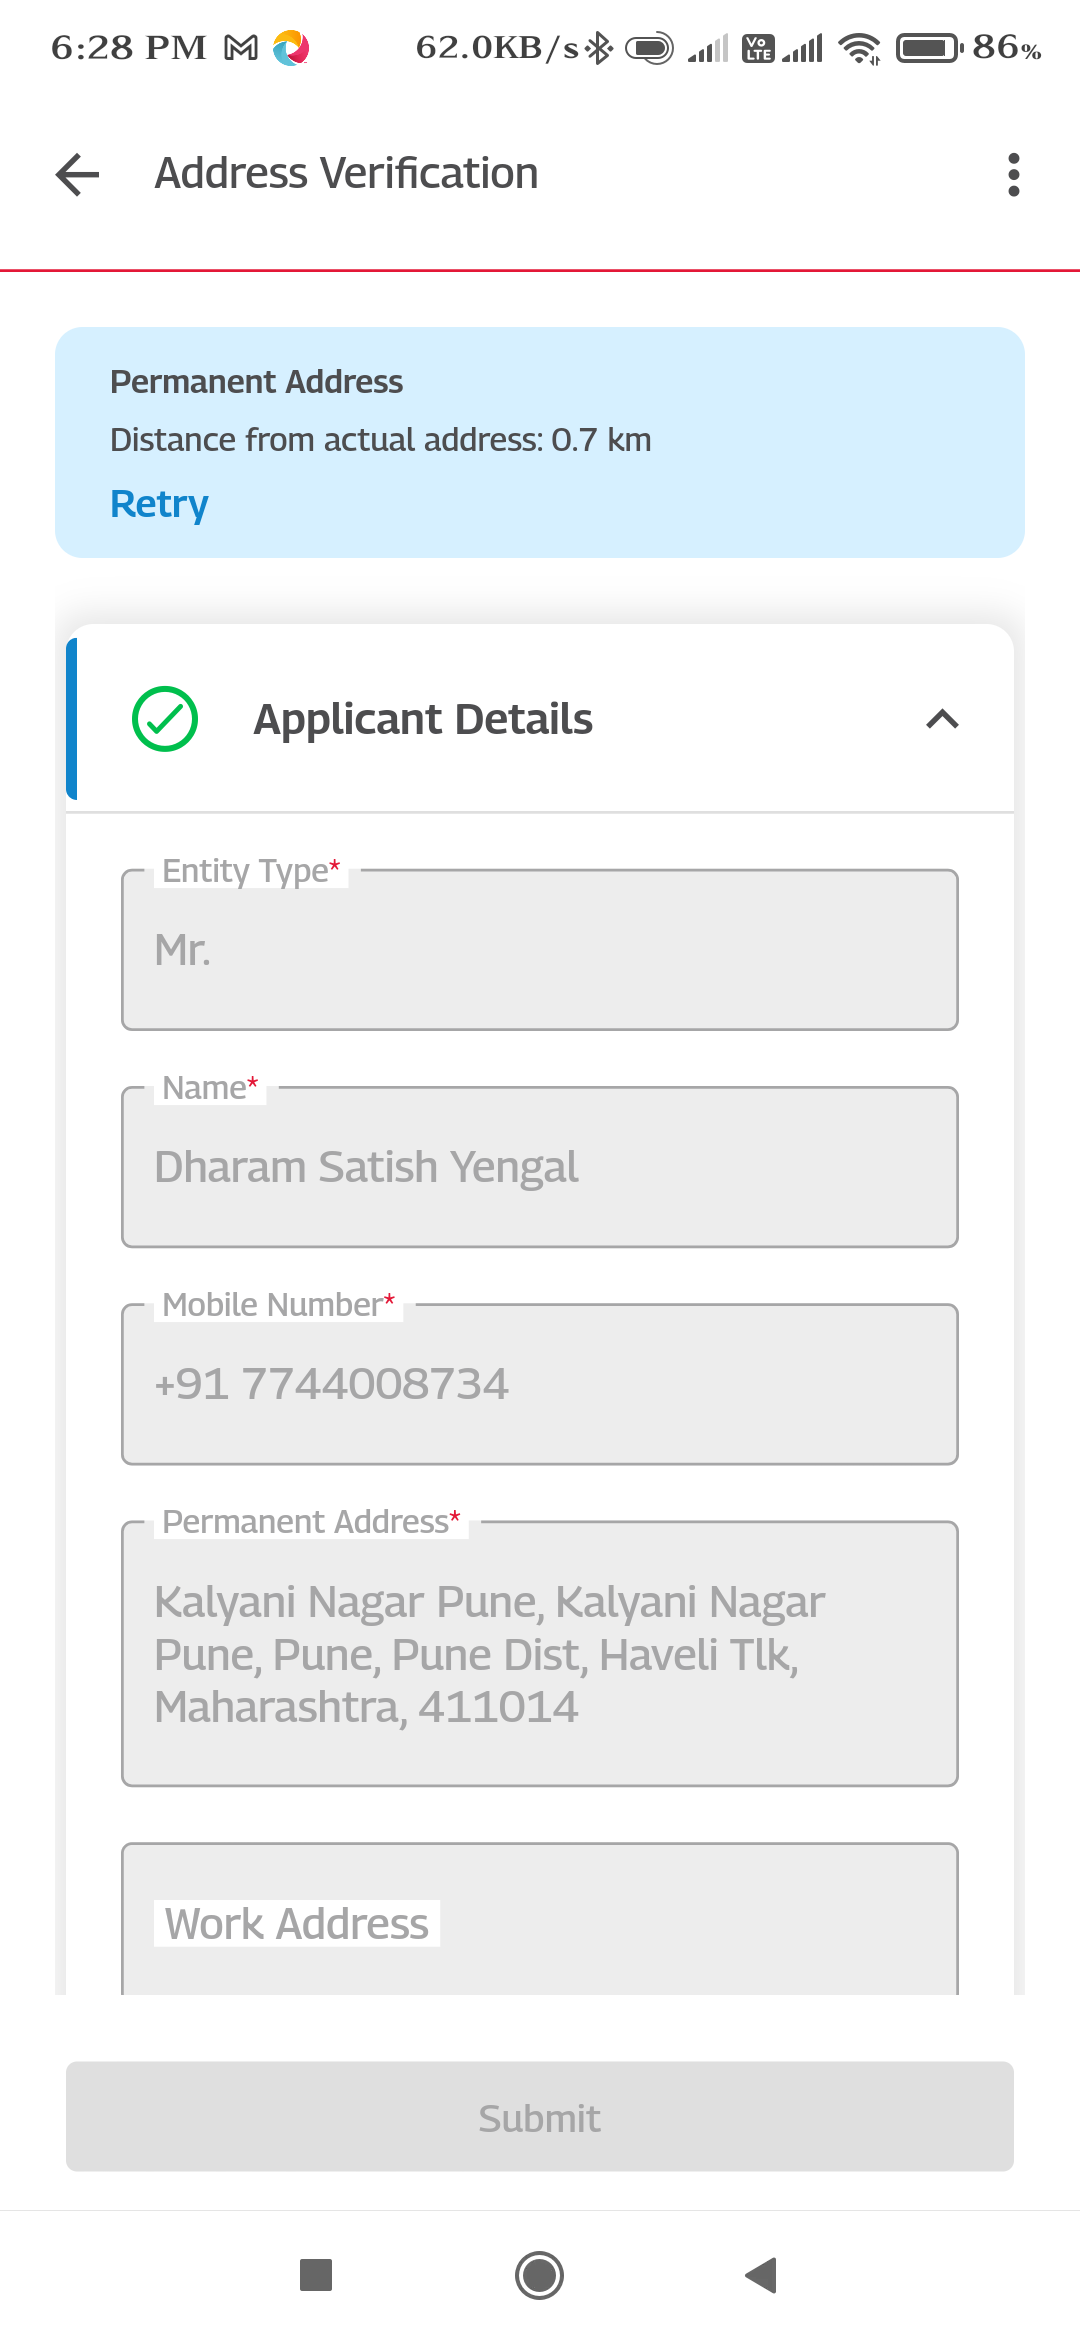 6:28 PM 62.0KB/s Vo LTE 86%
Address Verification
Permanent Address
Distance from actual address: 0.7 km
Retry
Applicant Details
Entity Type*
Mr.
Name*
Dharam Satish Yengal
Mobile Number*
+91 7744008734
Permanent Address*
Kalyani Nagar Pune, Kalyani Nagar
Pune, Pune, Pune Dist, Haveli Tlk,
Maharashtra, 411014
Work Address
Submit